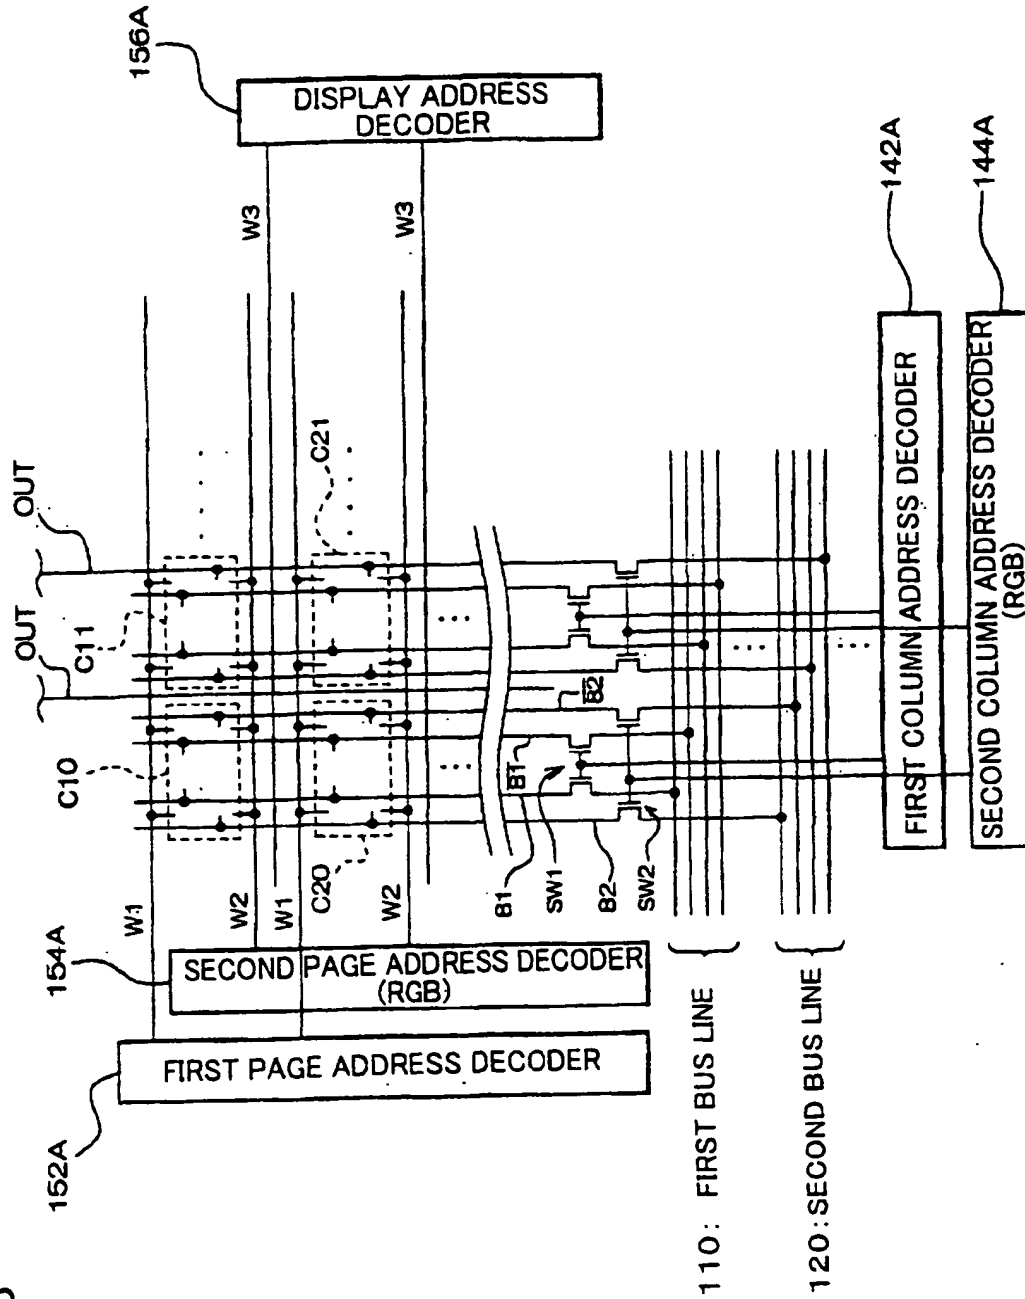 156A
DISPLAY ADDRESS
DECODER
W3
W3
OUT
OUT
C11
C21
C10
C20
W1
W2
W1
W2
154A
SECOND PAGE ADDRESS DECODER
(RGB)
152A
FIRST PAGE ADDRESS DECODER
B1
SW1
B2
SW2
B1
B2
110: FIRST BUS LINE
120:SECOND BUS LINE
142A
FIRST COLUMN ADDRESS DECODER
144A
SECOND COLUMN ADDRESS DECODER
(RGB)